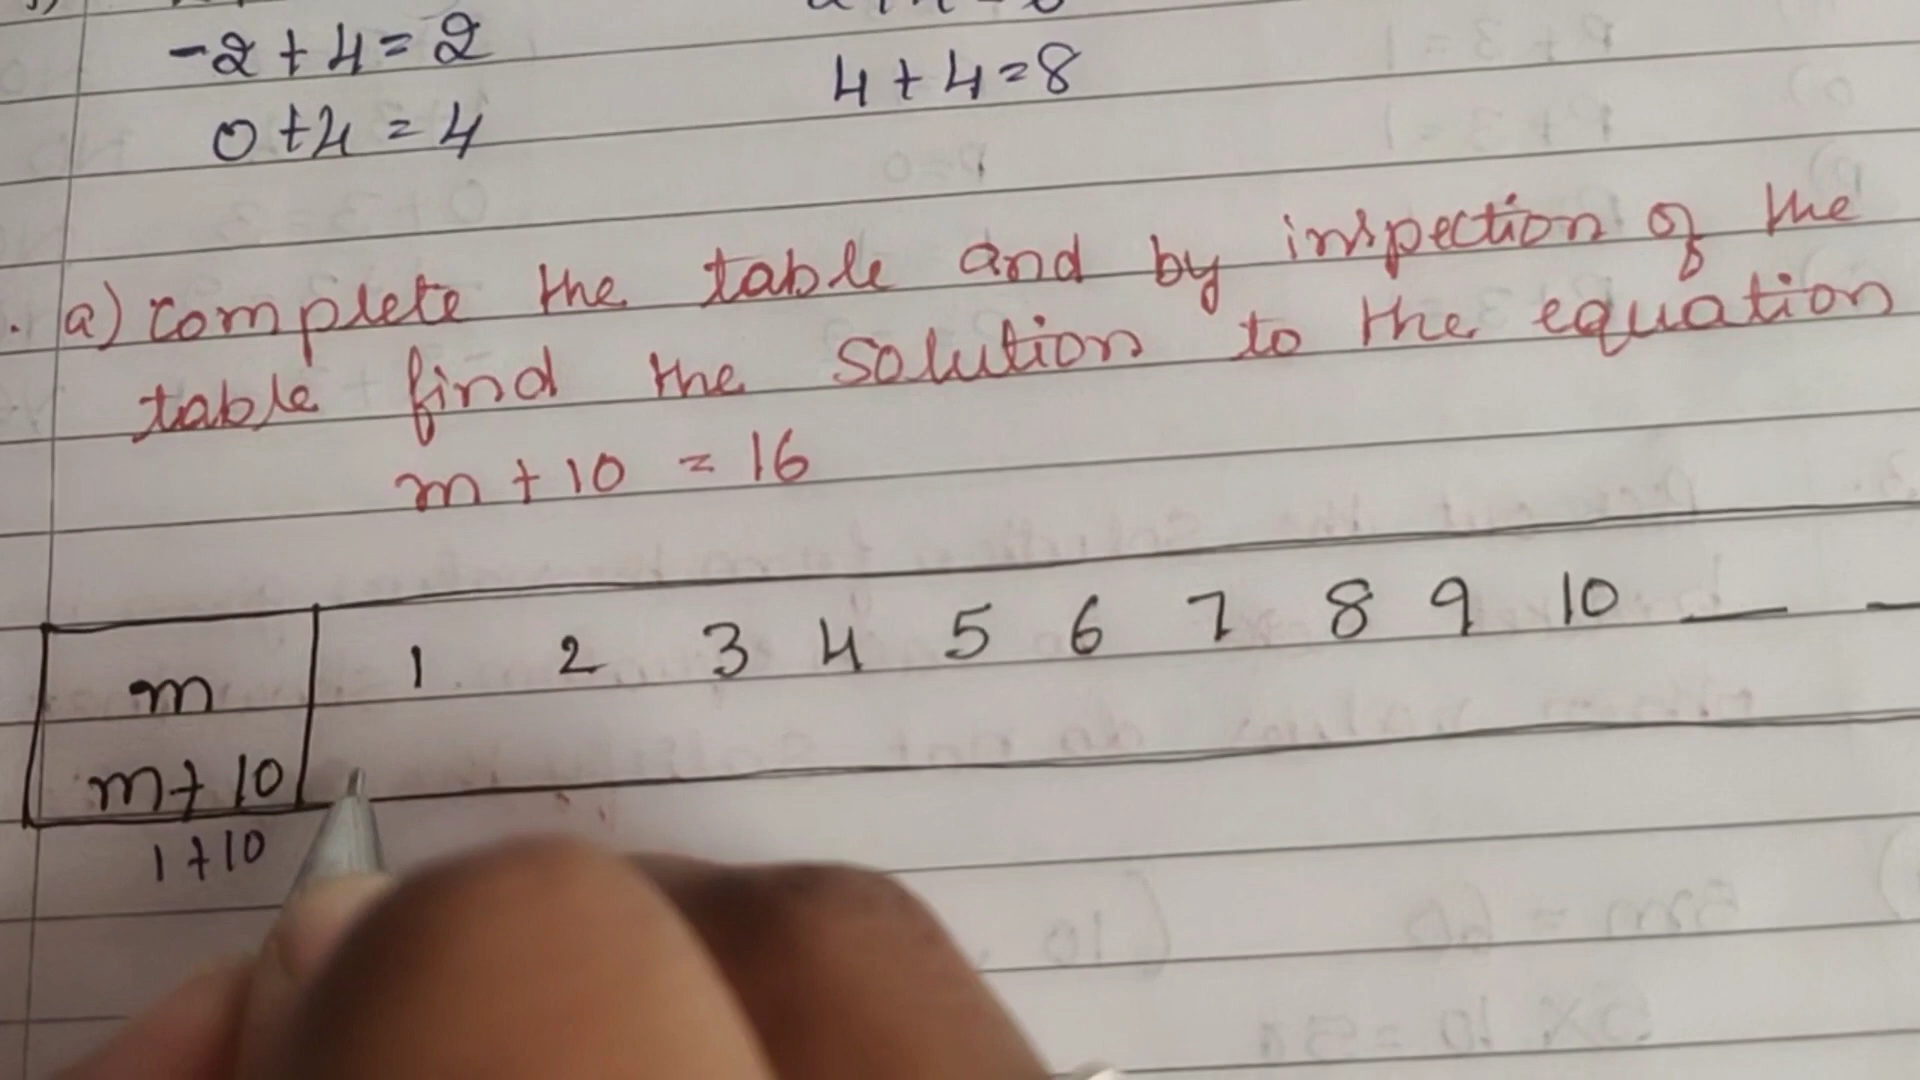 -2 + 4 = 2
4 + 4 = 8
0 + 4 = 4
a) complete the table and by inspection of the
table find the solution to the equation
m + 10 = 16
m 1 2 3 4 5 6 7 8 9 10
m + 10
1 + 10